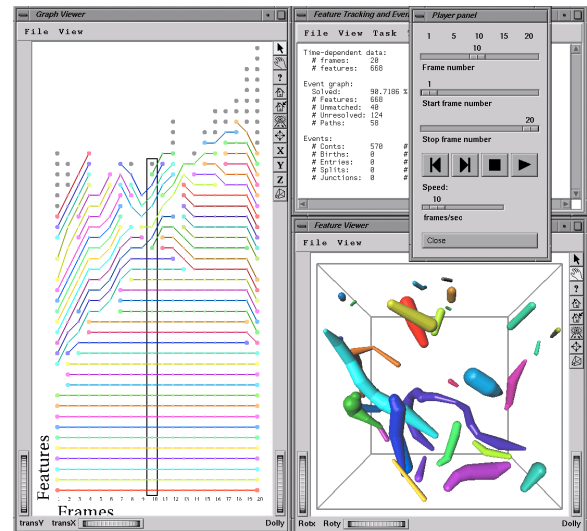 Graph Viewer
File View
?
X
Y
Z
Features
1 2 3 4 5 6 7 8 9 10 11 12 13 14 15 16 17 18 19 20
Frames
transY transX Dolly
Feature Tracking and Even
File View Task
Time-dependent data:
# frames: 20
# features: 668
Event graph:
Solved: 90.7186 %
# Features: 668
# Unmatched: 40
# Unresolved: 124
# Paths: 58
Events:
# Conts: 570 #
# Births: 0 #
# Entries: 0 #
# Splits: 0 #
# Junctions: 0 #
Player panel
1 5 10 15 20
10
Frame number
1
Start frame number
20
Stop frame number
Speed:
10
frames/sec
Close
Feature Viewer
File View
?
Rotx Roty Dolly